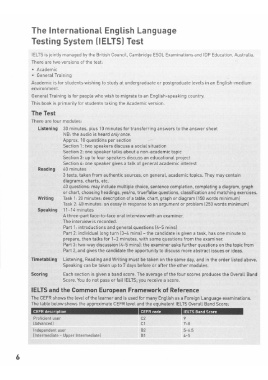 The International English Language
Testing System (IELTS) Test
IELTS is jointly managed by the British Council, Cambridge ESOL Examinations and IDP Education, Australia.
There are two versions of the test.
• Academic
• General Training
Academic is for students wishing to study at undergraduate or postgraduate levels in an English-medium
environment.
General Training is for people who wish to migrate to an English-speaking country.
This book is primarily for students taking the Academic version.
The Test
There are four modules:
Listening 30 minutes, plus 10 minutes for transferring answers to the answer sheet
NB: the audio is heard only once.
Approx. 10 questions per section
Section 1: two speakers discuss a social situation
Section 2: one speaker talks about a non-academic topic
Section 3: up to four speakers discuss an educational project
Section 4: one speaker gives a talk of general academic interest
Reading 60 minutes
3 texts, taken from authentic sources, on general, academic topics. They may contain
diagrams, charts, etc.
40 questions: may include multiple choice, sentence completion, completing a diagram, graph
or chart, choosing headings, yes/no, true/false questions, classification and matching exercises.
Writing Task 1: 20 minutes: description of a table, chart, graph or diagram (150 words minimum)
Task 2: 40 minutes: an essay in response to an argument or problem (250 words minimum)
Speaking 11–14 minutes
A three-part face-to-face oral interview with an examiner.
The interview is recorded.
Part 1: introductions and general questions (4–5 mins)
Part 2: individual long turn (3–4 mins) – the candidate is given a task, has one minute to
prepare, then talks for 1–2 minutes, with some questions from the examiner.
Part 3: two-way discussion (4–5 mins): the examiner asks further questions on the topic from
Part 2, and gives the candidate the opportunity to discuss more abstract issues or ideas.
Timetabling Listening, Reading and Writing must be taken on the same day, and in the order listed above.
Speaking can be taken up to 7 days before or after the other modules.
Scoring Each section is given a band score. The average of the four scores produces the Overall Band
Score. You do not pass or fail IELTS; you receive a score.
IELTS and the Common European Framework of Reference
The CEFR shows the level of the learner and is used for many English as a Foreign Language examinations.
The table below shows the approximate CEFR level and the equivalent IELTS Overall Band Score:
CEFR description CEFR code IELTS Band Score
Proficient user C2 9
(Advanced) C1 7–8
Independent user B2 5–6.5
(Intermediate – Upper Intermediate) B1 4–5
6